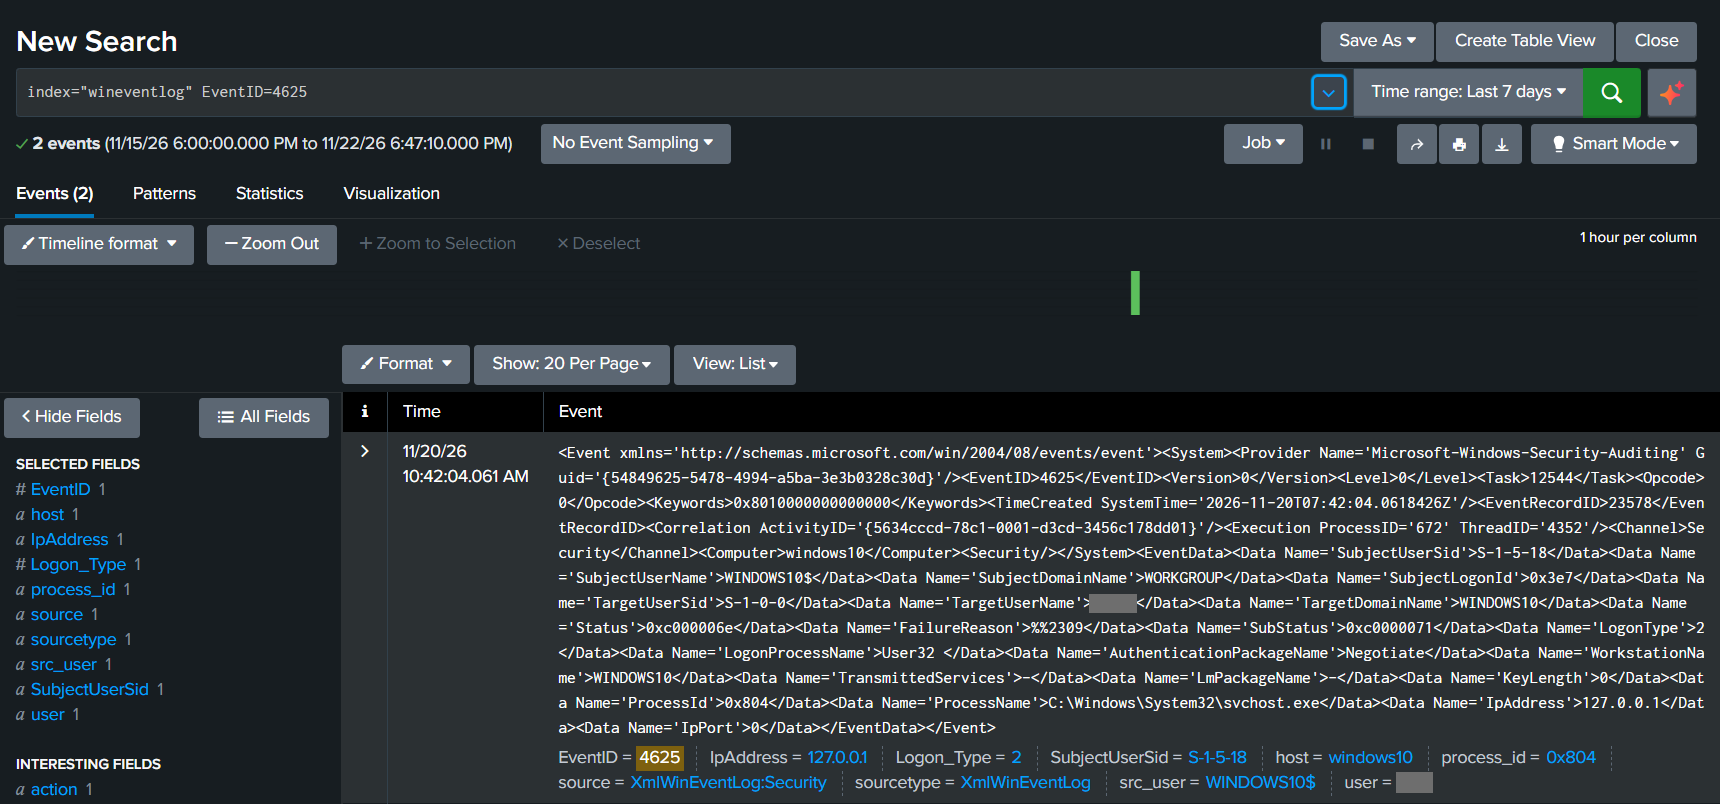 New Search
Save As
Create Table View
Close
index="wineventlog" EventID=4625
Time range: Last 7 days
2 events (11/15/26 6:00:00.000 PM to 11/22/26 6:47:10.000 PM)
No Event Sampling
Job
Smart Mode
Events (2)
Patterns
Statistics
Visualization
Timeline format
— Zoom Out
+ Zoom to Selection
× Deselect
1 hour per column
Format
Show: 20 Per Page
View: List
< Hide Fields
All Fields
i
Time
Event
SELECTED FIELDS
# EventID 1
a host 1
a IpAddress 1
# Logon_Type 1
a process_id 1
a source 1
a sourcetype 1
a src_user 1
a SubjectUserSid 1
a user 1
INTERESTING FIELDS
a action 1
>
11/20/26
10:42:04.061 AM
<Event xmlns='http://schemas.microsoft.com/win/2004/08/events/event'><System><Provider Name='Microsoft-Windows-Security-Auditing' G
uid='{54849625-5478-4994-a5ba-3e3b0328c30d}'/><EventID>4625</EventID><Version>0</Version><Level>0</Level><Task>12544</Task><Opcode>
0</Opcode><Keywords>0x8010000000000000</Keywords><TimeCreated SystemTime='2026-11-20T07:42:04.0618426Z'/><EventRecordID>23578</Even
tRecordID><Correlation ActivityID='{5634cccd-78c1-0001-d3cd-3456c178dd01}'/><Execution ProcessID='672' ThreadID='4352'/><Channel>Se
curity</Channel><Computer>windows10</Computer><Security/></System><EventData><Data Name='SubjectUserSid'>S-1-5-18</Data><Data Name
='SubjectUserName'>WINDOWS10$</Data><Data Name='SubjectDomainName'>WORKGROUP</Data><Data Name='SubjectLogonId'>0x3e7</Data><Data Na
me='TargetUserSid'>S-1-0-0</Data><Data Name='TargetUserName'></Data><Data Name='TargetDomainName'>WINDOWS10</Data><Data Name
='Status'>0xc000006e</Data><Data Name='FailureReason'>%%2309</Data><Data Name='SubStatus'>0xc0000071</Data><Data Name='LogonType'>2
</Data><Data Name='LogonProcessName'>User32 </Data><Data Name='AuthenticationPackageName'>Negotiate</Data><Data Name='WorkstationNa
me'>WINDOWS10</Data><Data Name='TransmittedServices'>-</Data><Data Name='LmPackageName'>-</Data><Data Name='KeyLength'>0</Data><Dat
a Name='ProcessId'>0x804</Data><Data Name='ProcessName'>C:\Windows\System32\svchost.exe</Data><Data Name='IpAddress'>127.0.0.1</Dat
a><Data Name='IpPort'>0</Data></EventData></Event>
EventID = 4625 IpAddress = 127.0.0.1 Logon_Type = 2 SubjectUserSid = S-1-5-18 host = windows10 process_id = 0x804
source = XmlWinEventLog:Security sourcetype = XmlWinEventLog src_user = WINDOWS10$ user =